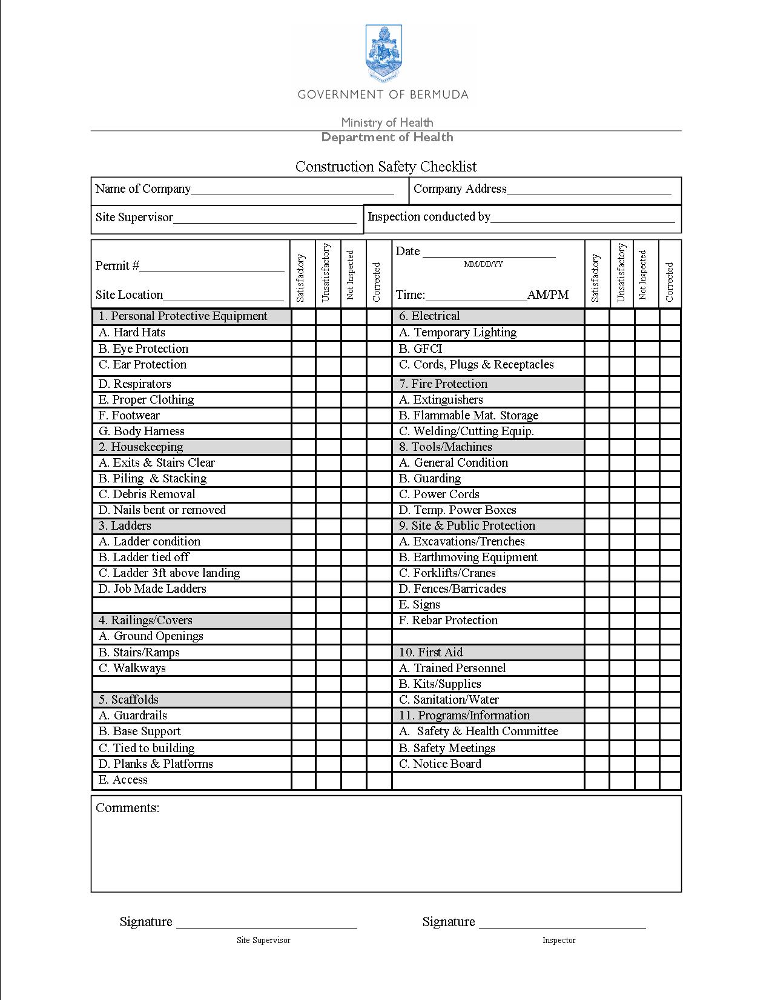 GOVERNMENT OF BERMUDA
Ministry of Health
Department of Health
Construction Safety Checklist
Name of Company________________________________ Company Address__________________________
Site Supervisor_____________________________ Inspection conducted by_____________________________
Permit #_______________________
Site Location___________________
Satisfactory
Unsatisfactory
Not Inspected
Corrected
Date _____________________
MM/DD/YY
Time:________________AM/PM
Satisfactory
Unsatisfactory
Not Inspected
Corrected
1. Personal Protective Equipment
A. Hard Hats
B. Eye Protection
C. Ear Protection
D. Respirators
E. Proper Clothing
F. Footwear
G. Body Harness
2. Housekeeping
A. Exits & Stairs Clear
B. Piling & Stacking
C. Debris Removal
D. Nails bent or removed
3. Ladders
A. Ladder condition
B. Ladder tied off
C. Ladder 3ft above landing
D. Job Made Ladders
4. Railings/Covers
A. Ground Openings
B. Stairs/Ramps
C. Walkways
5. Scaffolds
A. Guardrails
B. Base Support
C. Tied to building
D. Planks & Platforms
E. Access
6. Electrical
A. Temporary Lighting
B. GFCI
C. Cords, Plugs & Receptacles
7. Fire Protection
A. Extinguishers
B. Flammable Mat. Storage
C. Welding/Cutting Equip.
8. Tools/Machines
A. General Condition
B. Guarding
C. Power Cords
D. Temp. Power Boxes
9. Site & Public Protection
A. Excavations/Trenches
B. Earthmoving Equipment
C. Forklifts/Cranes
D. Fences/Barricades
E. Signs
F. Rebar Protection
10. First Aid
A. Trained Personnel
B. Kits/Supplies
C. Sanitation/Water
11. Programs/Information
A. Safety & Health Committee
B. Safety Meetings
C. Notice Board
Comments:
Signature ____________________________ Signature __________________________
Site Supervisor Inspector